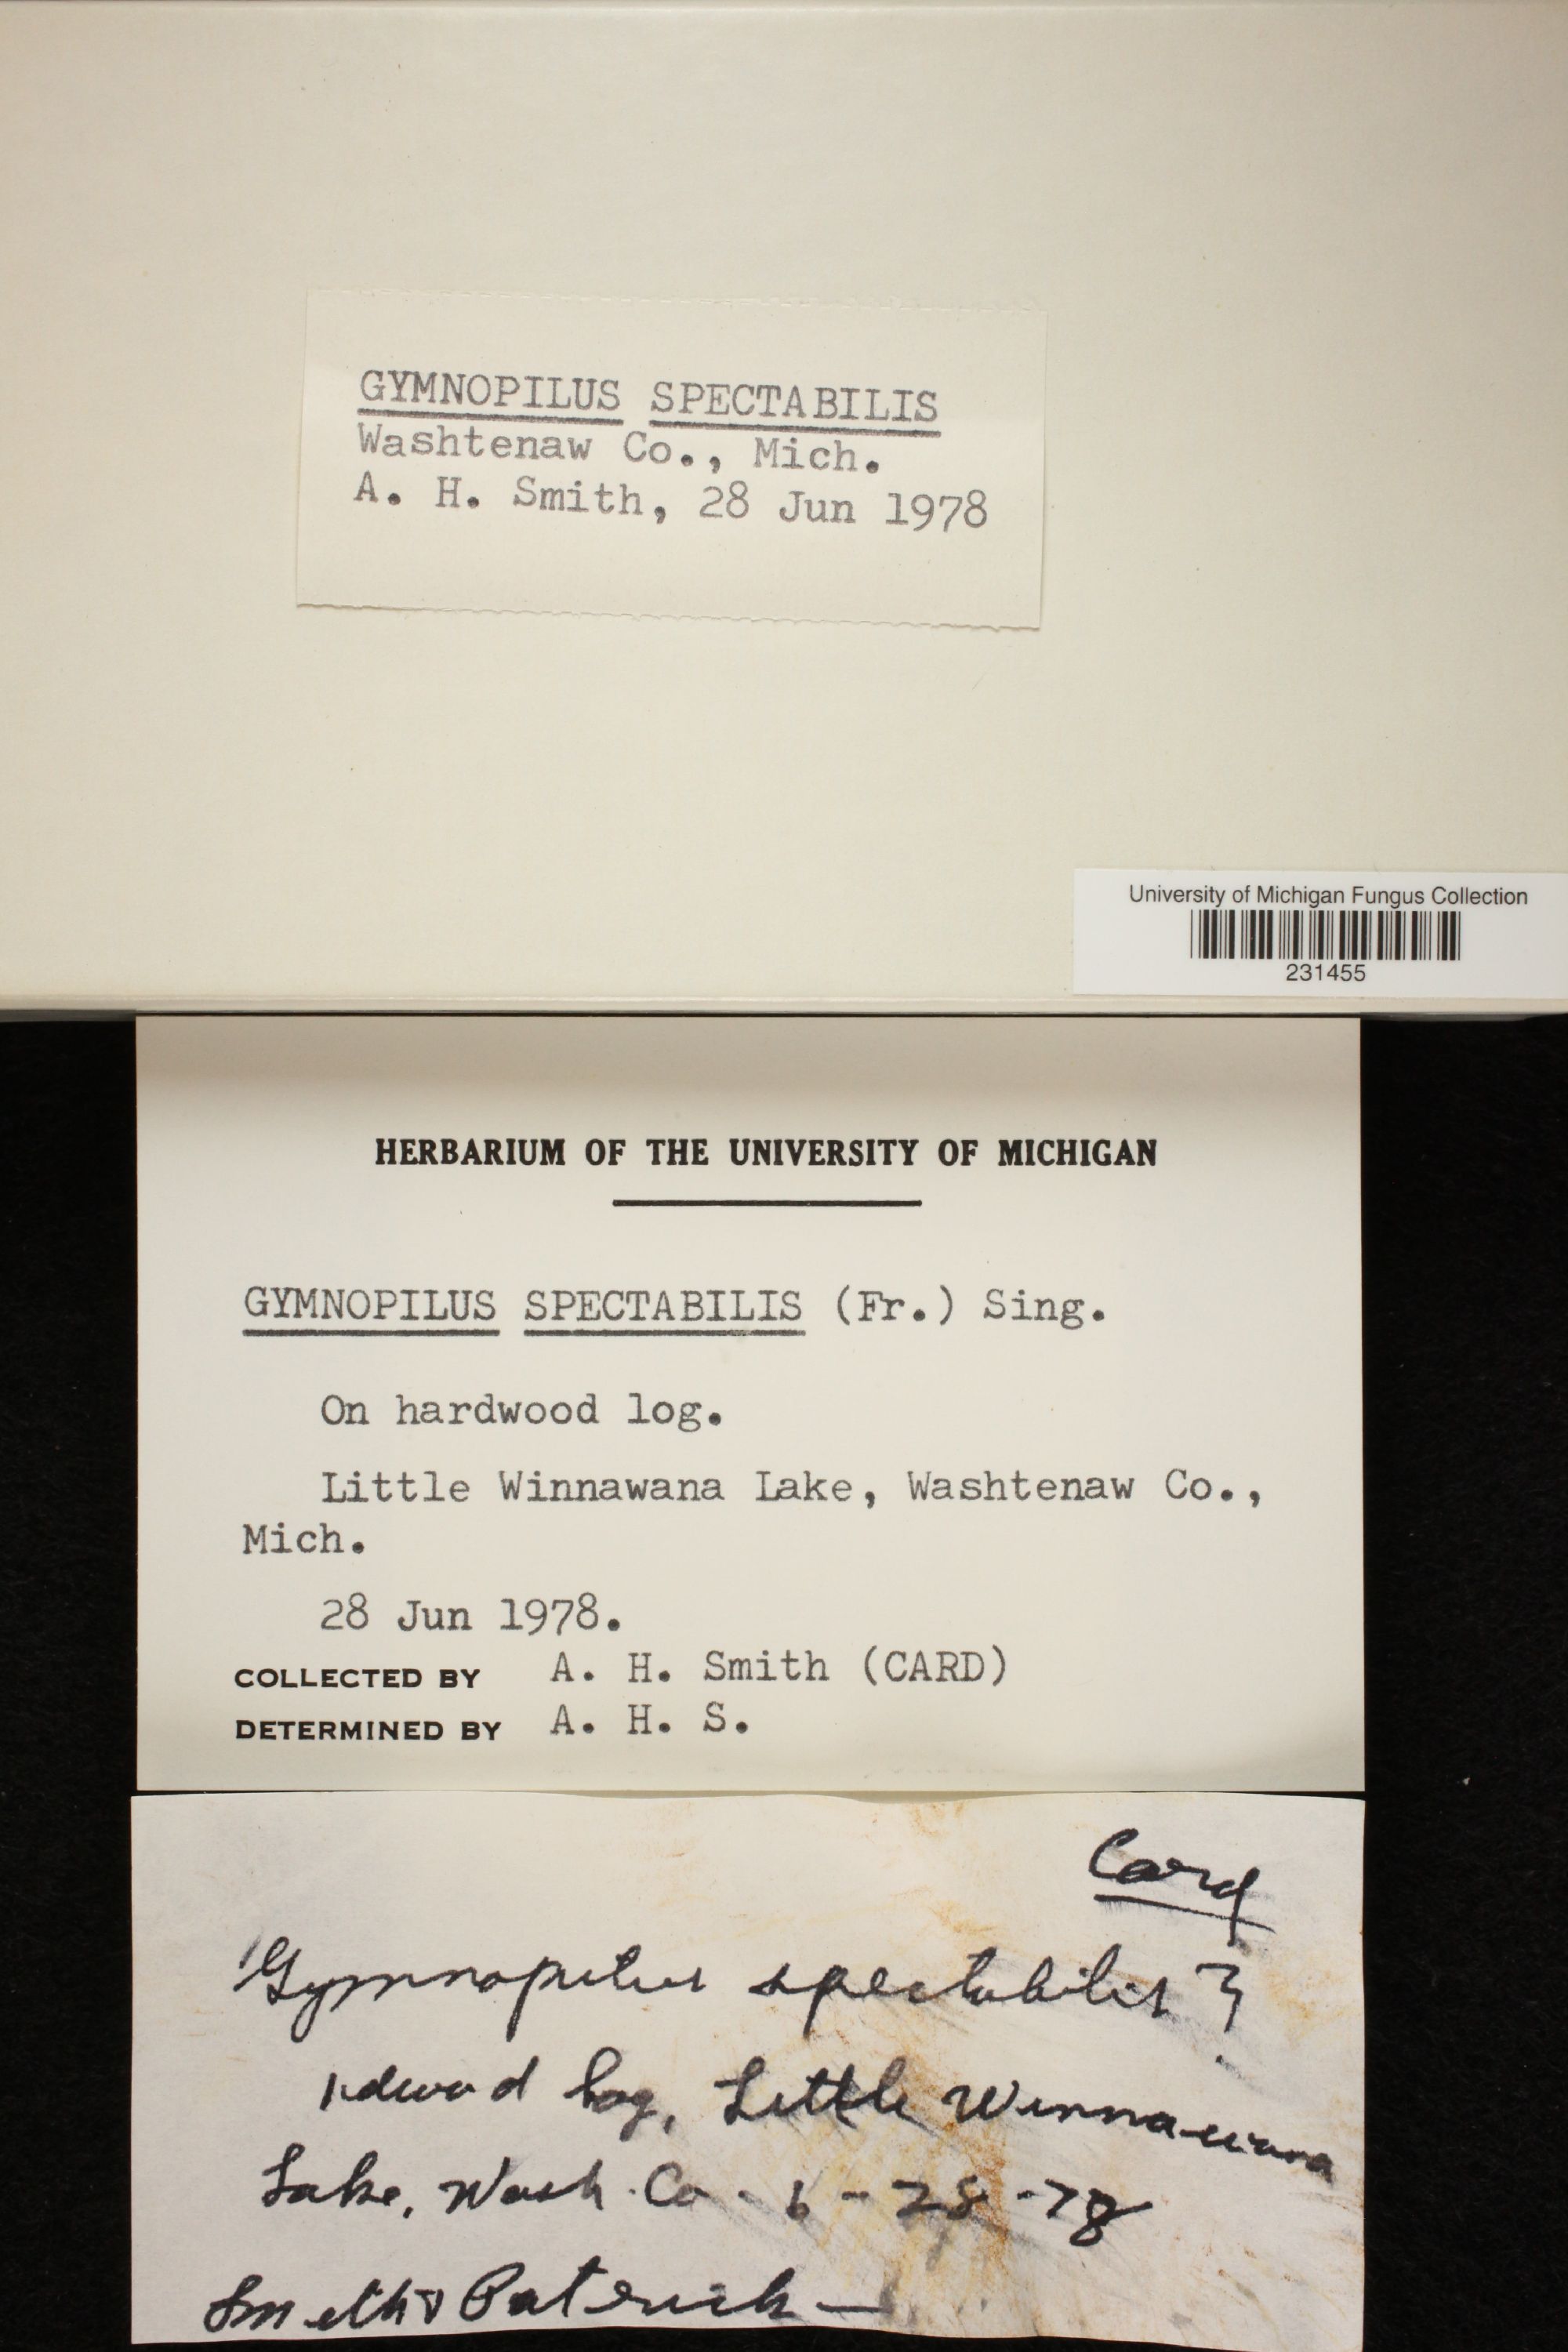 GYMNOPILUS SPECTABILIS
Washtenaw Co., Mich.
A. H. Smith, 28 Jun 1978
University of Michigan Fungus Collection
231455
HERBARIUM OF THE UNIVERSITY OF MICHIGAN
GYMNOPILUS SPECTABILIS (Fr.) Sing.
On hardwood log.
Little Winnawana Lake, Washtenaw Co.,
Mich.
28 Jun 1978.
COLLECTED BY A. H. Smith (CARD)
DETERMINED BY A. H. S.
Card
Gymnopilus spectabilis
log, Little Winnawana
Lake, Wash. Co - 6-28-78
Smith & Patrick —